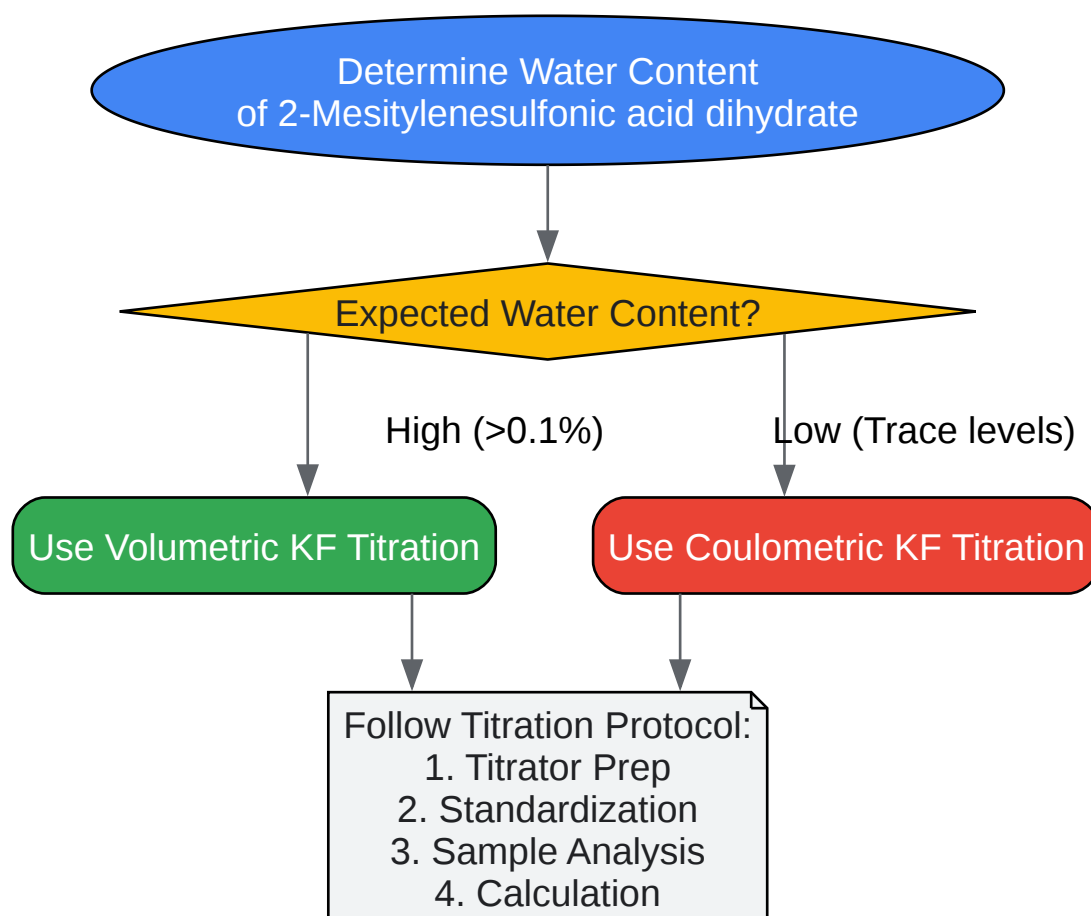 Determine Water Content
of 2-Mesitylenesulfonic acid dihydrate
Expected Water Content?
High (>0.1%)
Low (Trace levels)
Use Volumetric KF Titration
Use Coulometric KF Titration
Follow Titration Protocol:
1. Titrator Prep
2. Standardization
3. Sample Analysis
4. Calculation